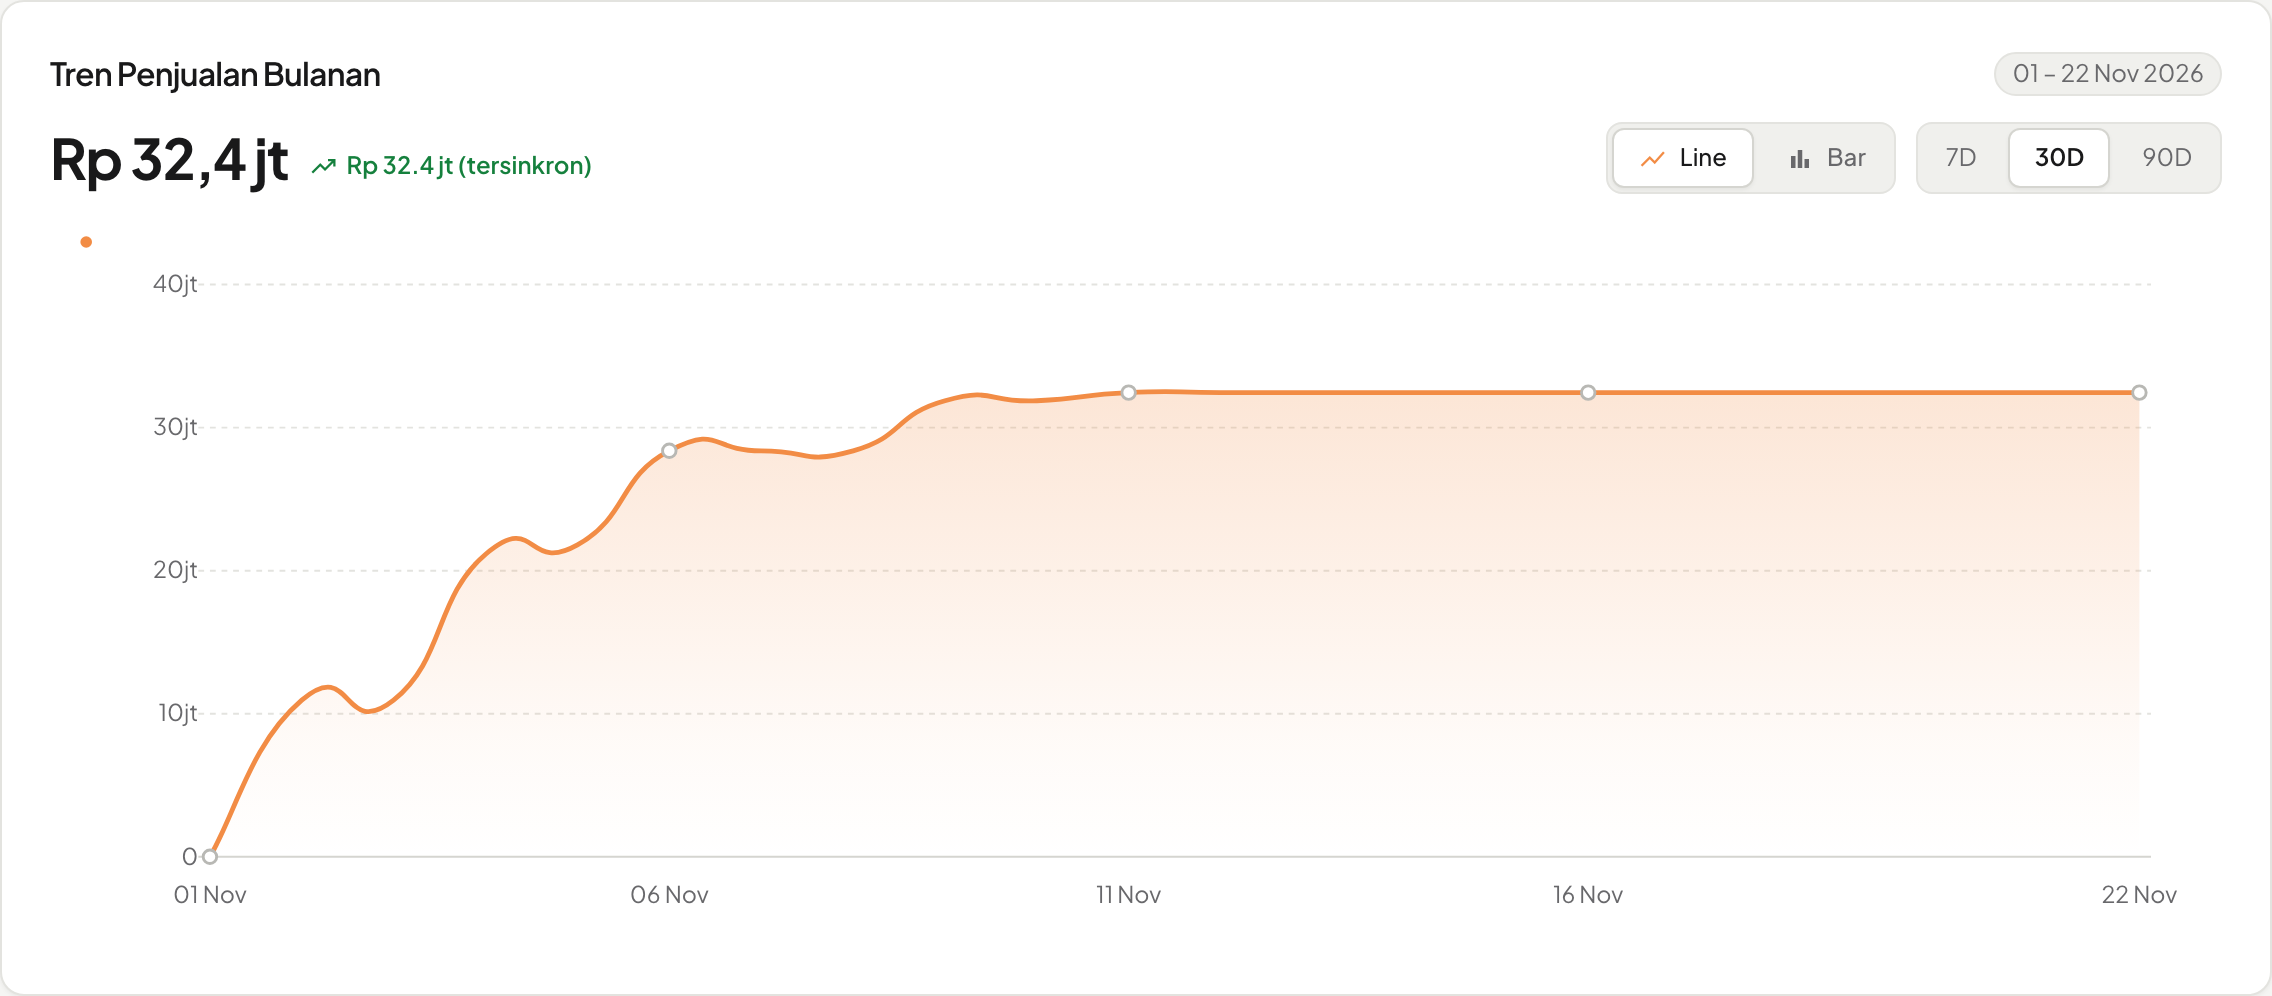 Tren Penjualan Bulanan
01 – 22 Nov 2026
Rp 32,4 jt
Rp 32.4 jt (tersinkron)
Line
Bar
7D
30D
90D
40jt
30jt
20jt
10jt
0
01 Nov
06 Nov
11 Nov
16 Nov
22 Nov